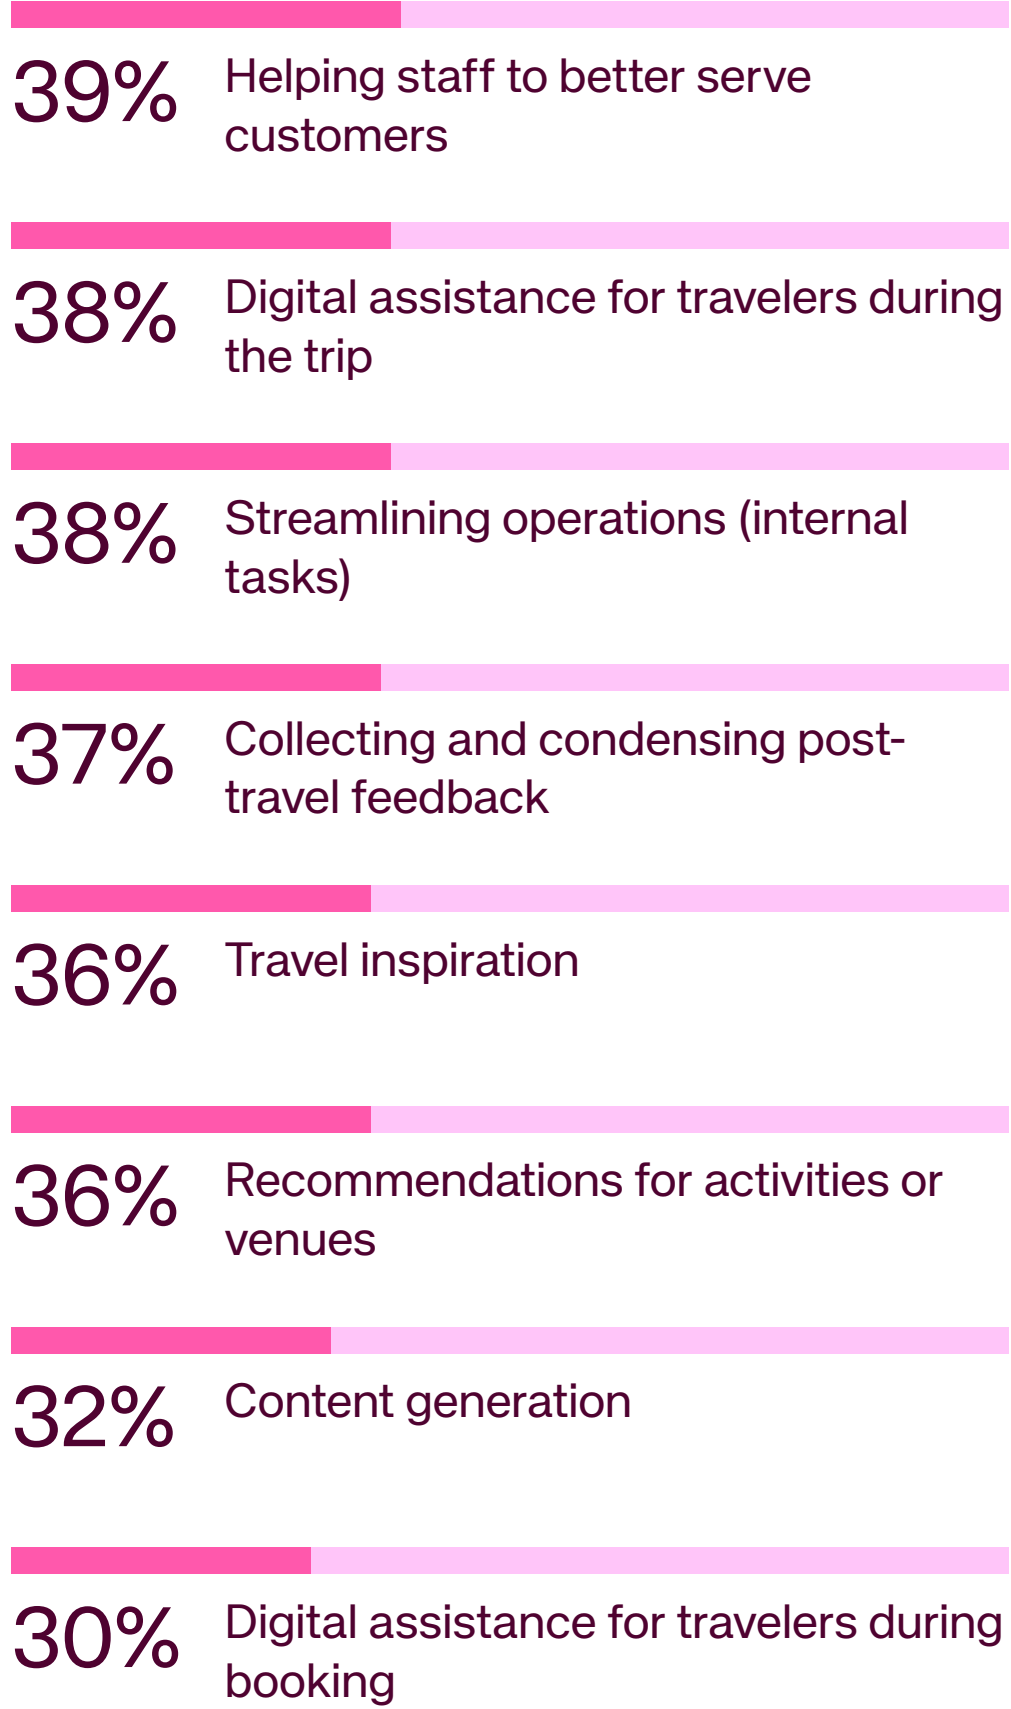 39%
Helping staff to better serve
customers
38%
Digital assistance for travelers during
the trip
38%
Streamlining operations (internal
tasks)
37%
Collecting and condensing post-
travel feedback
36%
Travel inspiration
36%
Recommendations for activities or
venues
32%
Content generation
30%
Digital assistance for travelers during
booking